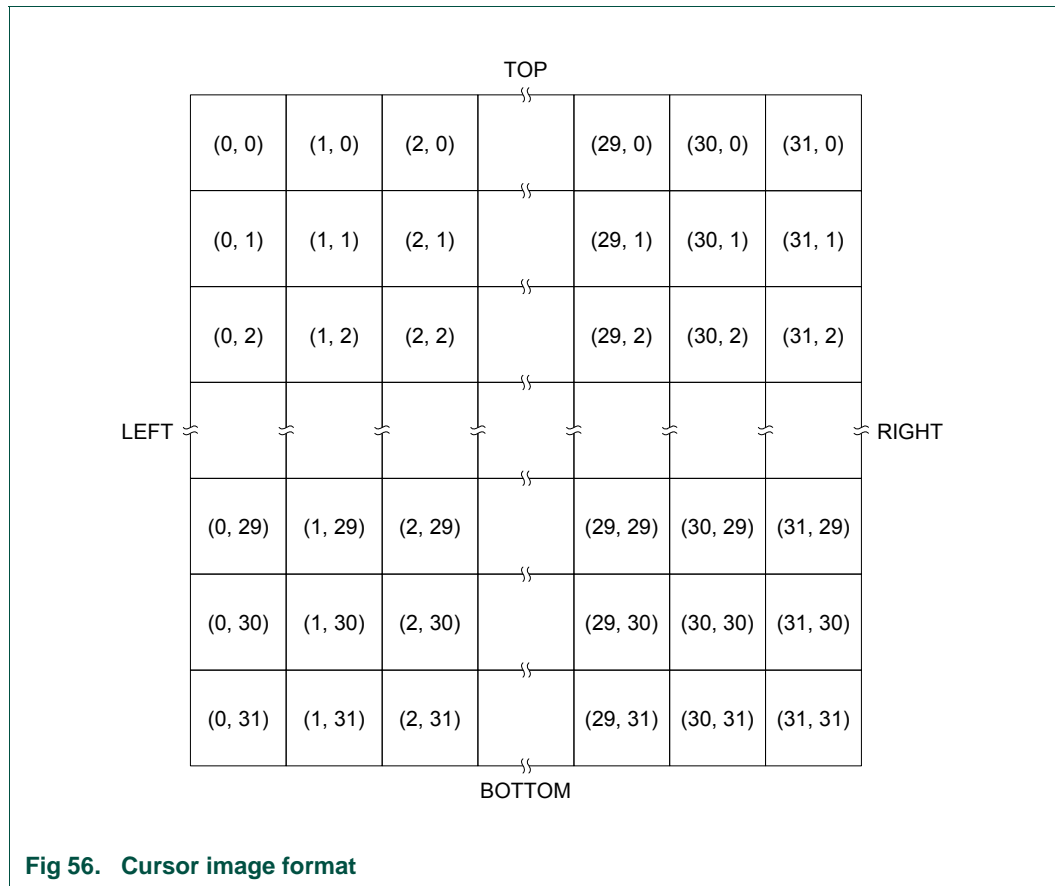 TOP
(0, 0) (1, 0) (2, 0) (29, 0) (30, 0) (31, 0)
(0, 1) (1, 1) (2, 1) (29, 1) (30, 1) (31, 1)
(0, 2) (1, 2) (2, 2) (29, 2) (30, 2) (31, 2)
LEFT RIGHT
(0, 29) (1, 29) (2, 29) (29, 29) (30, 29) (31, 29)
(0, 30) (1, 30) (2, 30) (29, 30) (30, 30) (31, 30)
(0, 31) (1, 31) (2, 31) (29, 31) (30, 31) (31, 31)
BOTTOM
Fig 56. Cursor image format